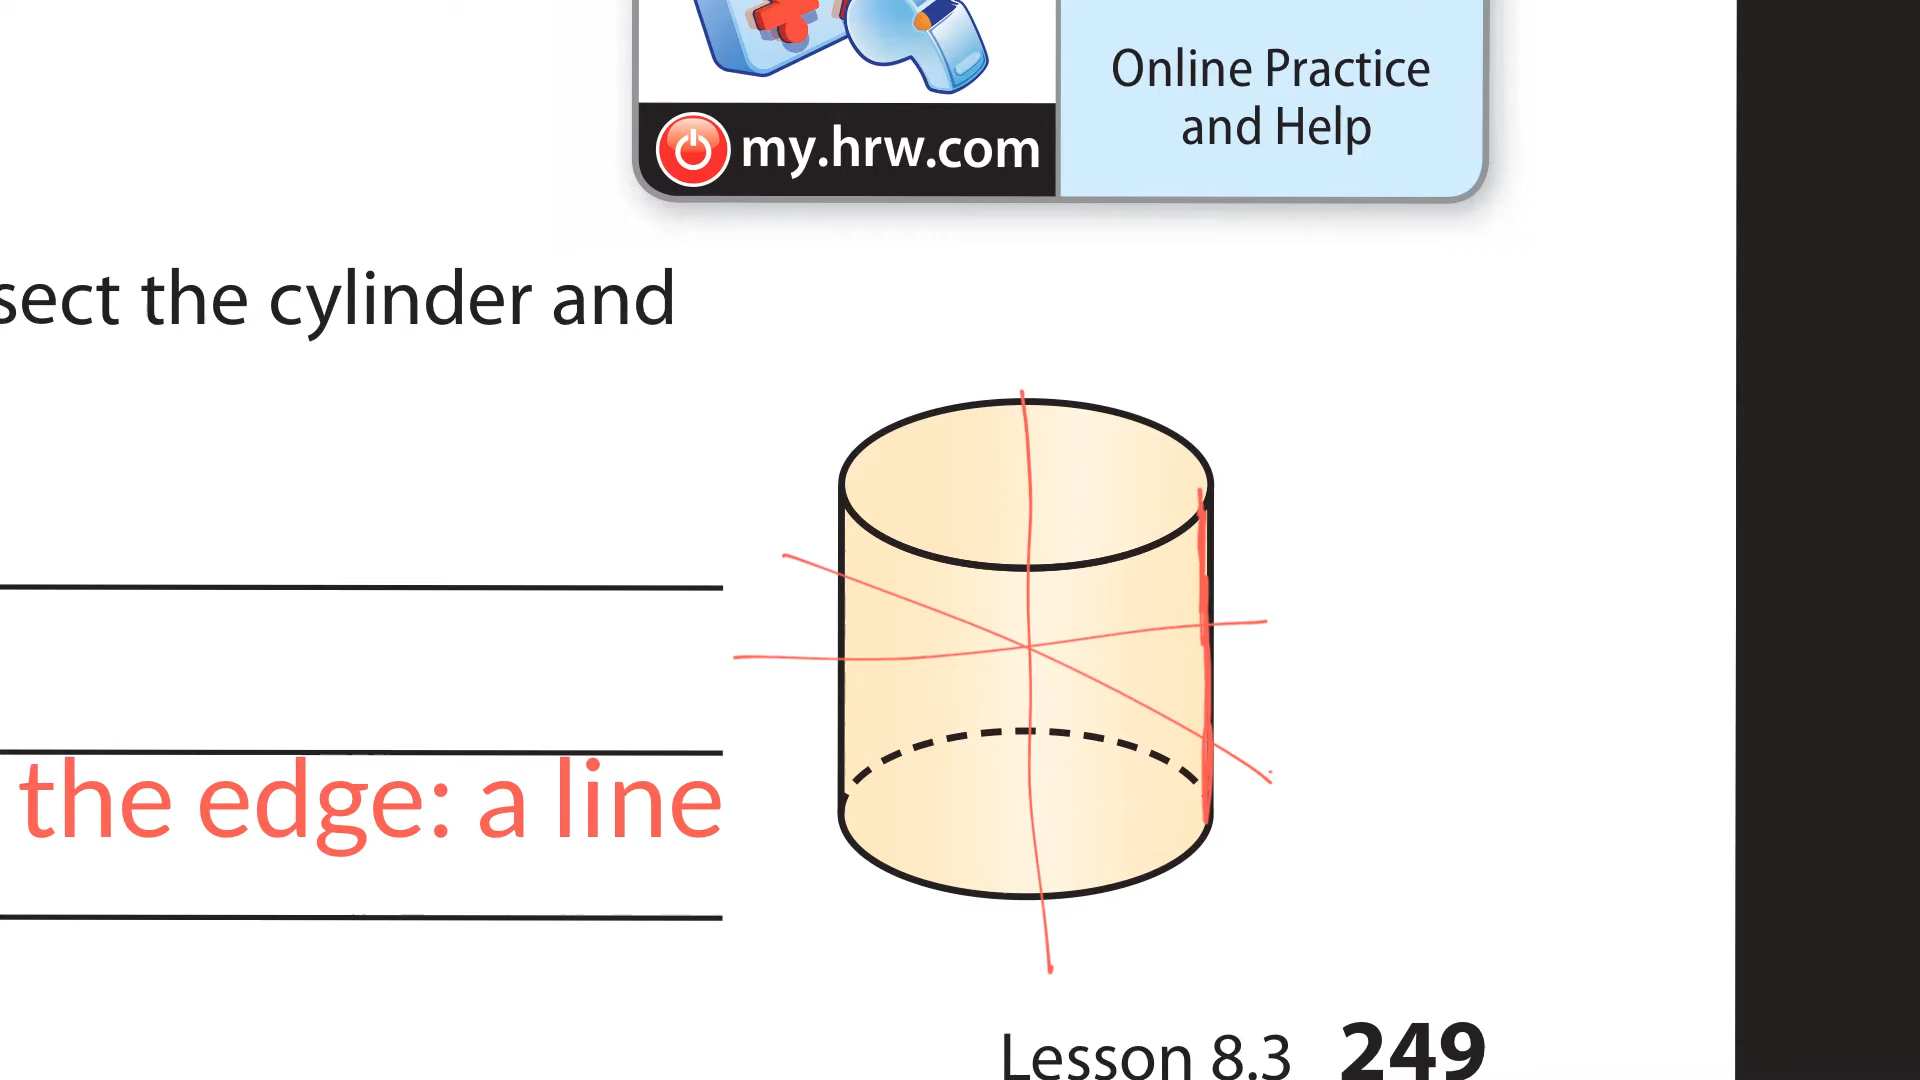 Online Practice
and Help
my.hrw.com
sect the cylinder and
the edge: a line
Lesson 8.3 249